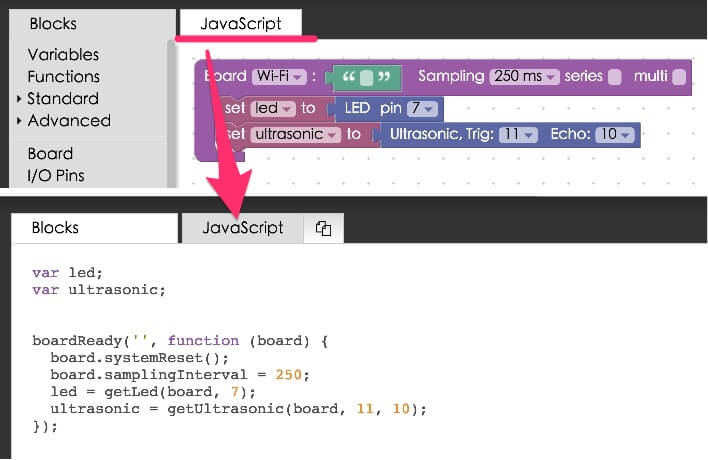 Blocks JavaScript
Variables
Functions
Standard
Advanced
Board
I/O Pins
Board Wi-Fi : “ ” Sampling 250 ms series multi
set led to LED pin 7
set ultrasonic to Ultrasonic, Trig: 11 Echo: 10
Blocks JavaScript
var led;
var ultrasonic;
boardReady('', function (board) {
  board.systemReset();
  board.samplingInterval = 250;
  led = getLed(board, 7);
  ultrasonic = getUltrasonic(board, 11, 10);
});